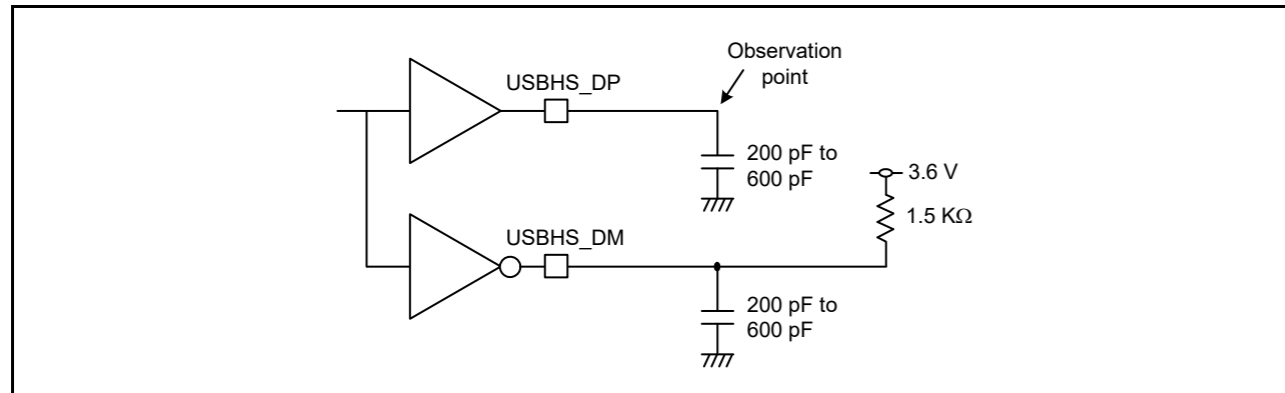 Observation
point
USBHS_DP
200 pF to
600 pF
3.6 V
1.5 KΩ
USBHS_DM
200 pF to
600 pF